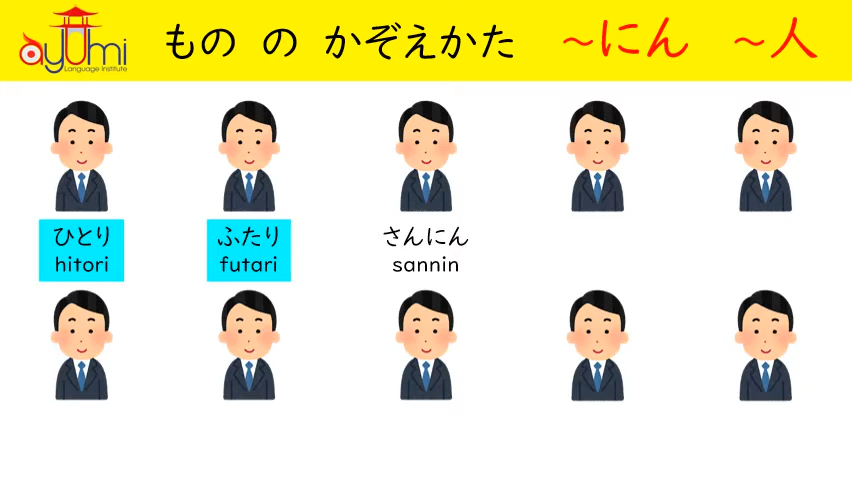 ayumi
Language Institute
もの の かぞえかた ~にん ~人
ひとり ふたり さんにん
hitori futari sannin